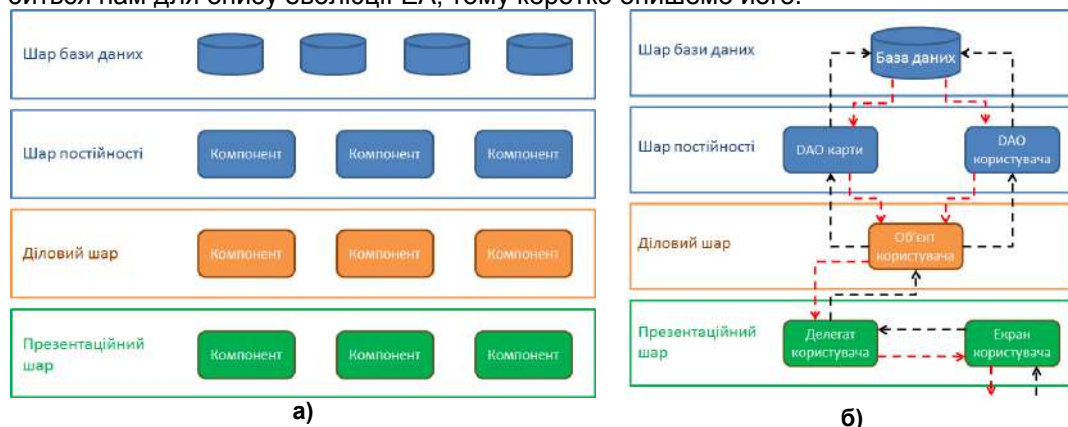 Шар бази даних
Шар постійності
Компонент Компонент Компонент
Діловий шар
Компонент Компонент Компонент
Презентаційний
шар
Компонент Компонент Компонент
а)
Шар бази даних
База даних
Шар постійності
DAO карти
DAO
користувача
Діловий шар
Об'єкт
користувача
Презентаційний
шар
Делегат
користувача
Екран
користувача
б)